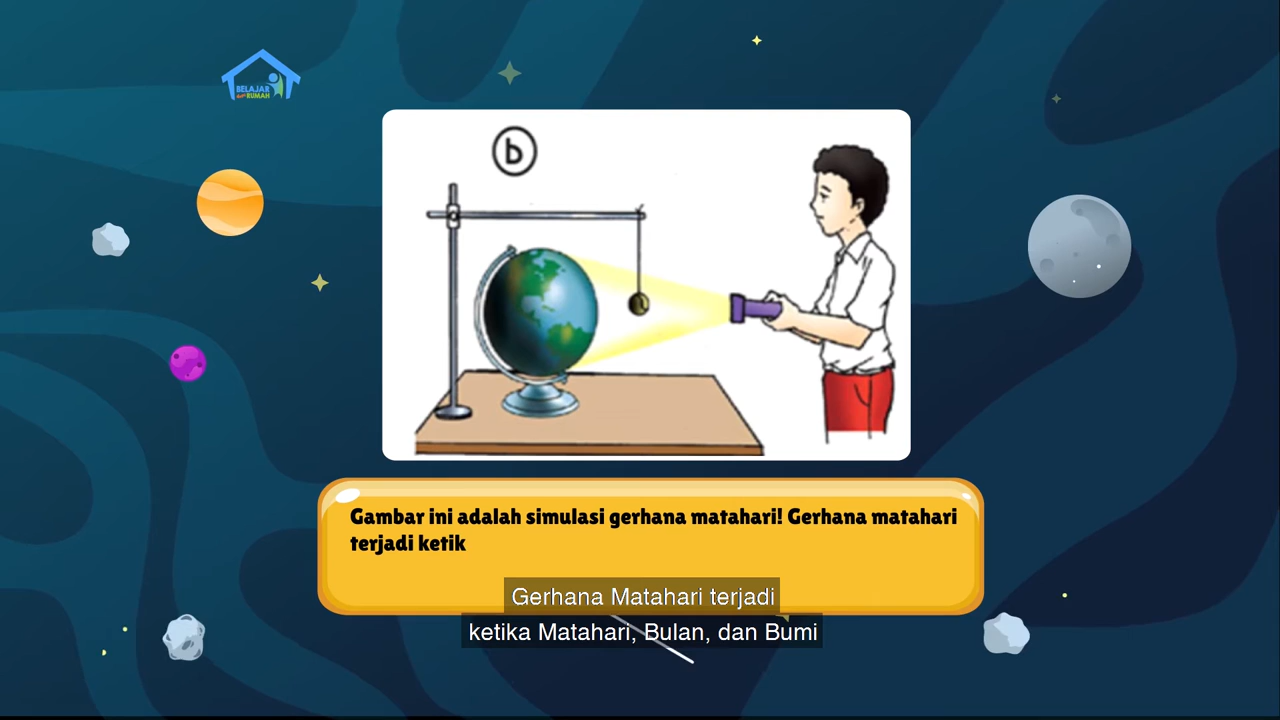 BELAJAR
dari RUMAH
b
Gambar ini adalah simulasi gerhana matahari! Gerhana matahari
terjadi ketik
Gerhana Matahari terjadi
ketika Matahari, Bulan, dan Bumi